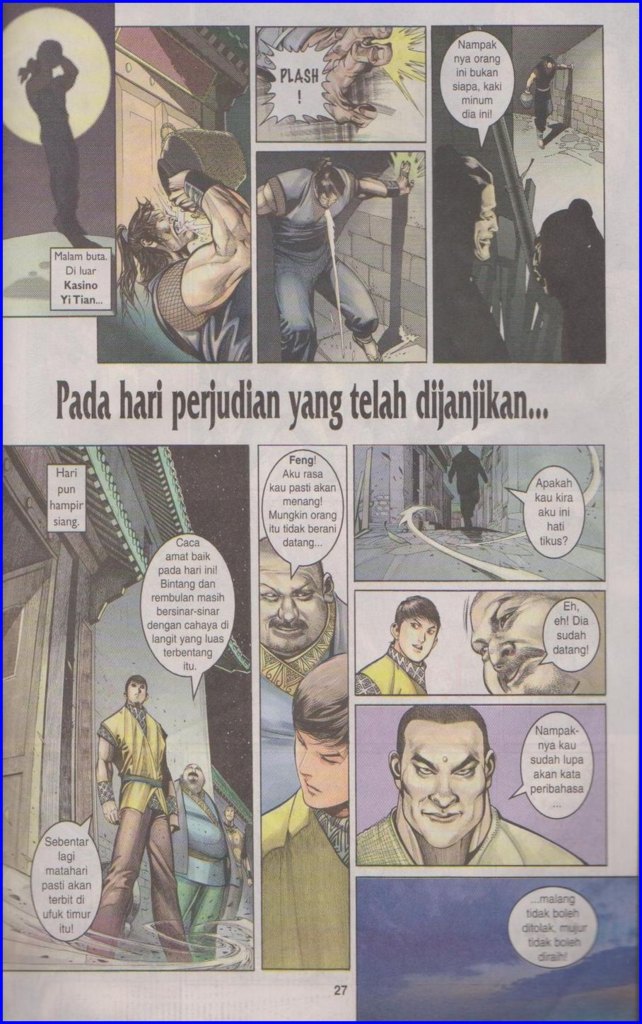 Malam buta.
Di luar
Kasino
Yi Tian...
PLASH
!
Nampak
nya orang
ini bukan
siapa, kaki
minum
dia ini!
Pada hari perjudian yang telah dijanjikan...
Hari
pun
hampir
siang.
Caca
amat baik
pada hari ini!
Bintang dan
rembulan masih
bersinar-sinar
dengan cahaya di
langit yang luas
terbentang
itu.
Sebentar
lagi
matahari
pasti akan
terbit di
ufuk timur
itu!
Feng!
Aku rasa
kau pasti akan
menang!
Mungkin orang
itu tidak berani
datang...
Apakah
kau kira
aku ini
hati
tikus?
Eh,
eh! Dia
sudah
datang!
Nampak-
nya kau
sudah lupa
akan kata
peribahasa
...
...malang
tidak boleh
ditolak, mujur
tidak boleh
diraih!
27